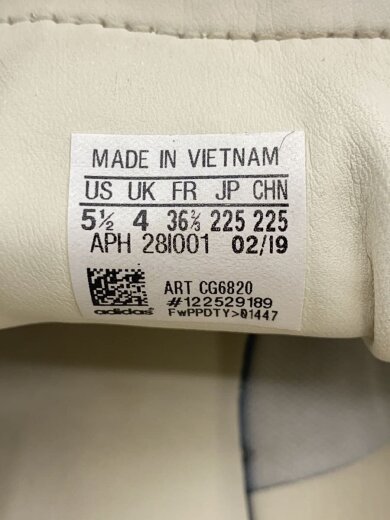 MADE IN VIETNAM
US UK FR JP CHN
5½ 4 36⅔ 225 225
APH 28I001 02/19
ART CG6820
#122529189
adidas FwPPDTY>01447